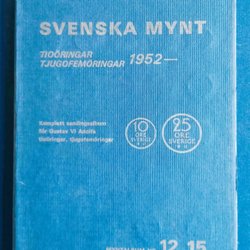 SVENSKA MYNT
TIOÖRINGAR
TJUGOFEMÖRINGAR 1952—
Komplett samlingsalbum
för Gustav VI Adolfs
tioöringar, tjugofemöringar
10
ÖRE
SVERIGE
25
ÖRE
SVERIGE
12 15